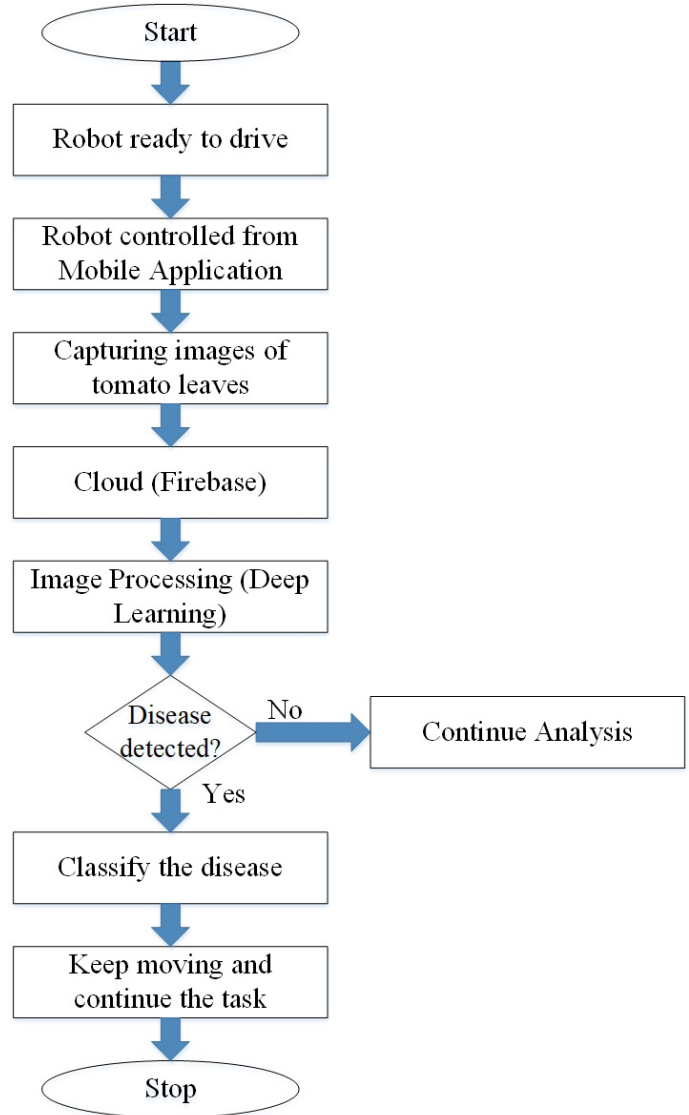 Start
Robot ready to drive
Robot controlled from
Mobile Application
Capturing images of
tomato leaves
Cloud (Firebase)
Image Processing (Deep
Learning)
Disease
detected?
No
Continue Analysis
Yes
Classify the disease
Keep moving and
continue the task
Stop